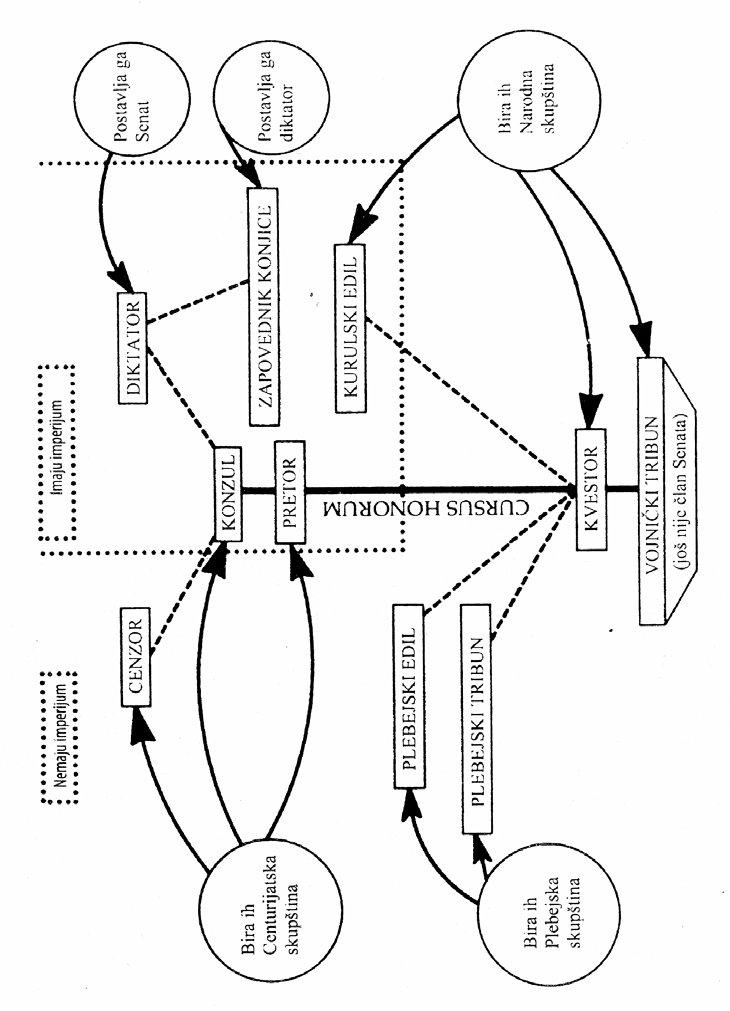 Nemaju imperijum
Imaju imperijum
CENZOR
DIKTATOR
Postavlja ga
Senat
KONZUL
Bira ih
Centurijatska
skupština
ZAPOVEDNIK KONJICE
Postavlja ga
diktator
PRETOR
CURSUS HONORUM
KURULSKI EDIL
PLEBEJSKI EDIL
PLEBEJSKI TRIBUN
Bira ih
Narodna
skupština
Bira ih
Plebejska
skupština
KVESTOR
VOJNIČKI TRIBUN
(još nije član Senata)